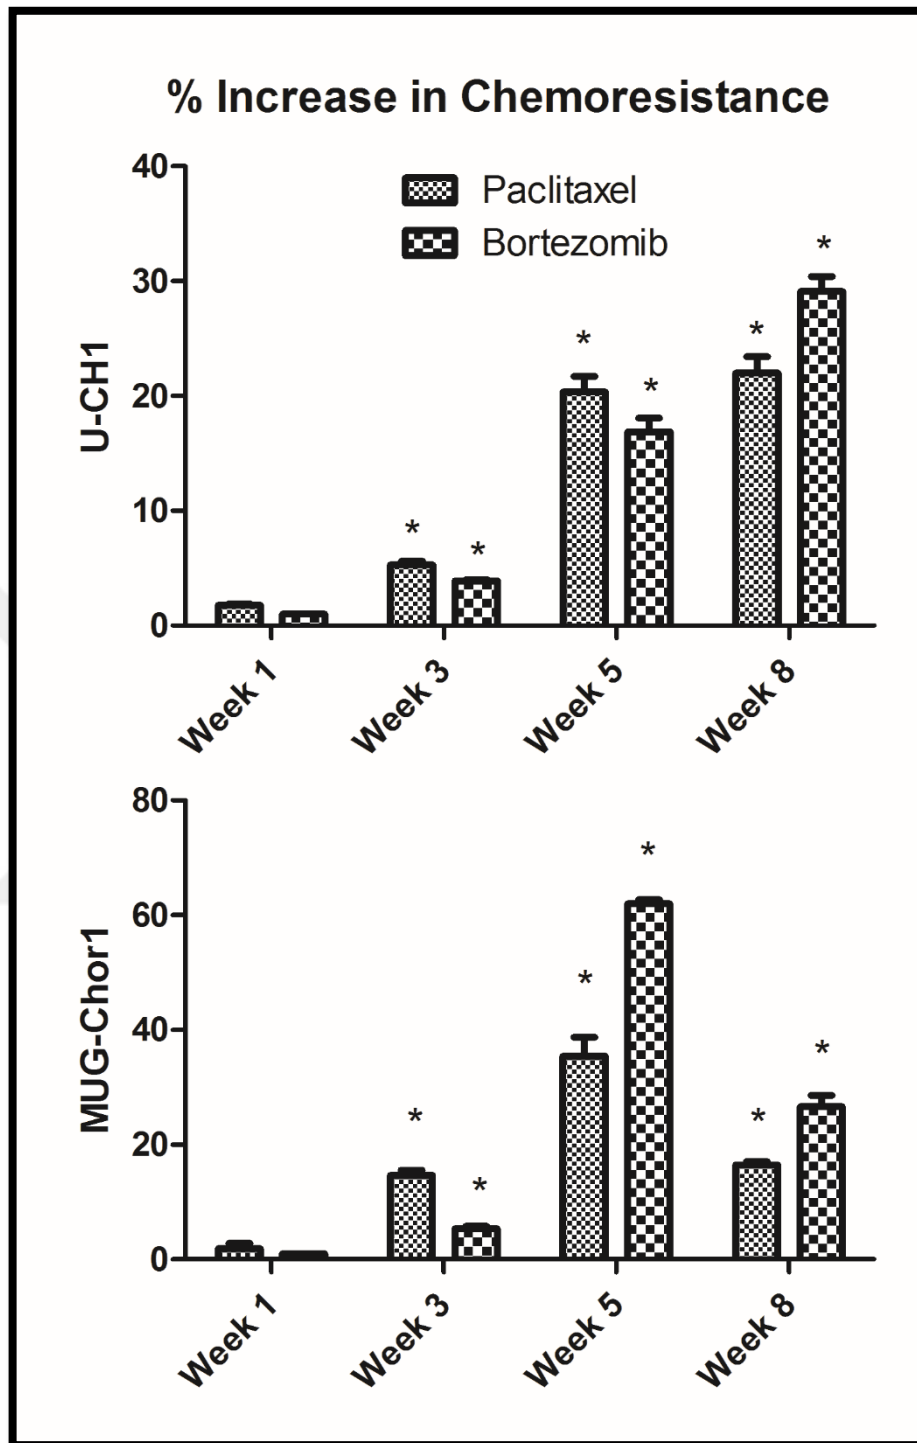 % Increase in Chemoresistance
Paclitaxel
Bortezomib
U-CH1
40
30
20
10
0
* * * * * *
Week 1 Week 3 Week 5 Week 8
MUG-Chor1
80
60
40
20
0
* * * * * *
Week 1 Week 3 Week 5 Week 8